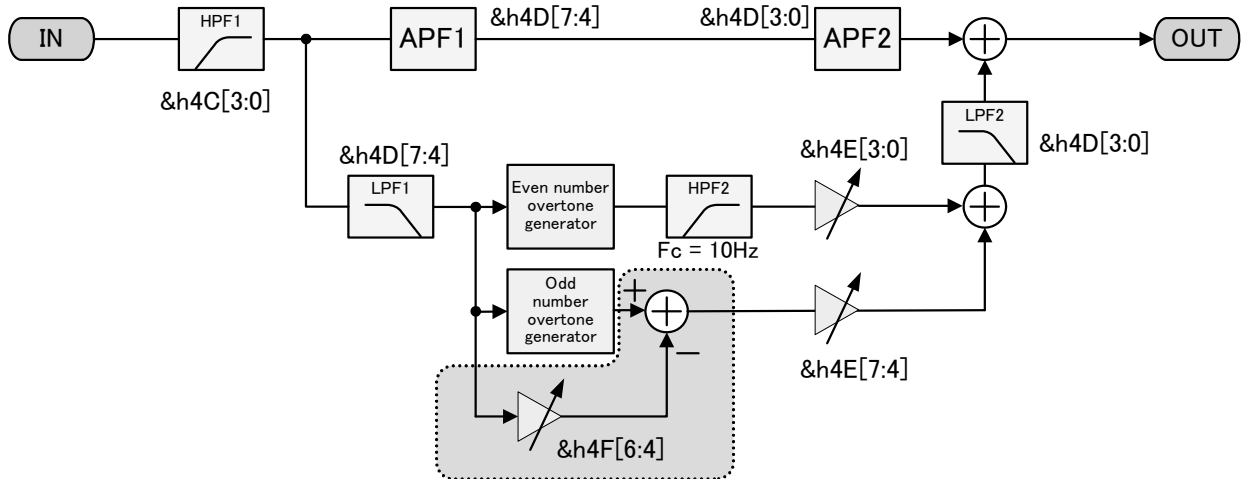 IN
HPF1
&h4C[3:0]
APF1
&h4D[7:4]
&h4D[3:0]
APF2
OUT
LPF2
&h4D[3:0]
&h4D[7:4]
LPF1
Even number
overtone
generator
HPF2
Fc = 10Hz
&h4E[3:0]
Odd
number
overtone
generator
+
−
&h4E[7:4]
&h4F[6:4]